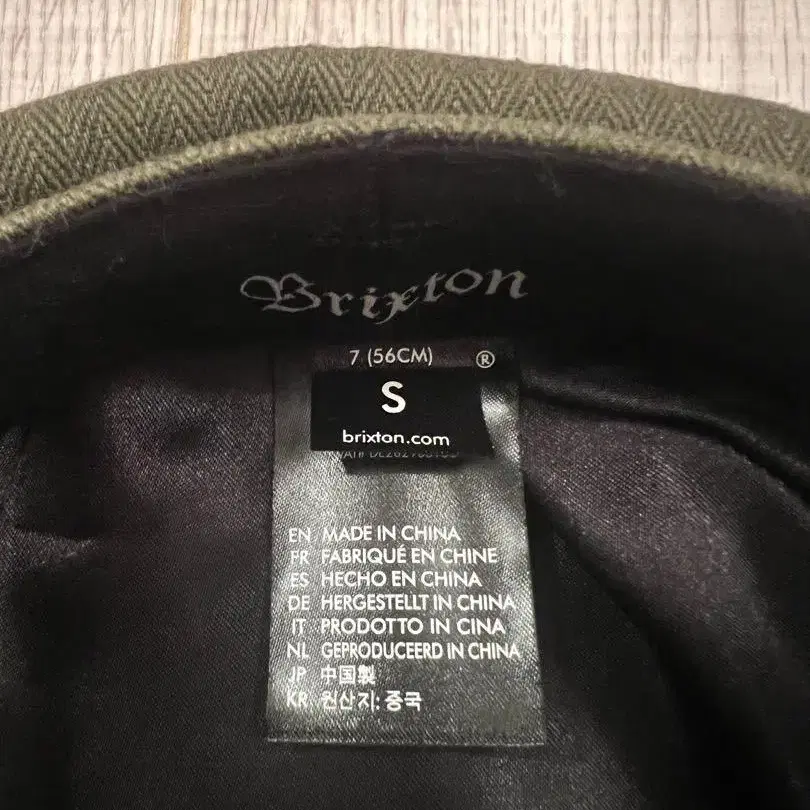 Brixton
7 (56CM) ®
S
brixton.com
EN MADE IN CHINA
FR FABRIQUÉ EN CHINE
ES HECHO EN CHINA
DE HERGESTELLT IN CHINA
IT PRODOTTO IN CINA
NL GEPRODUCEERD IN CHINA
JP 中国製
KR 원산지: 중국